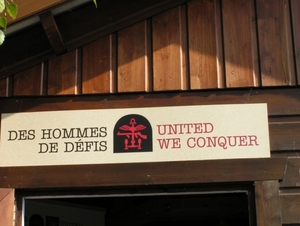 DES HOMMES
DE DÉFIS
UNITED
WE CONQUER